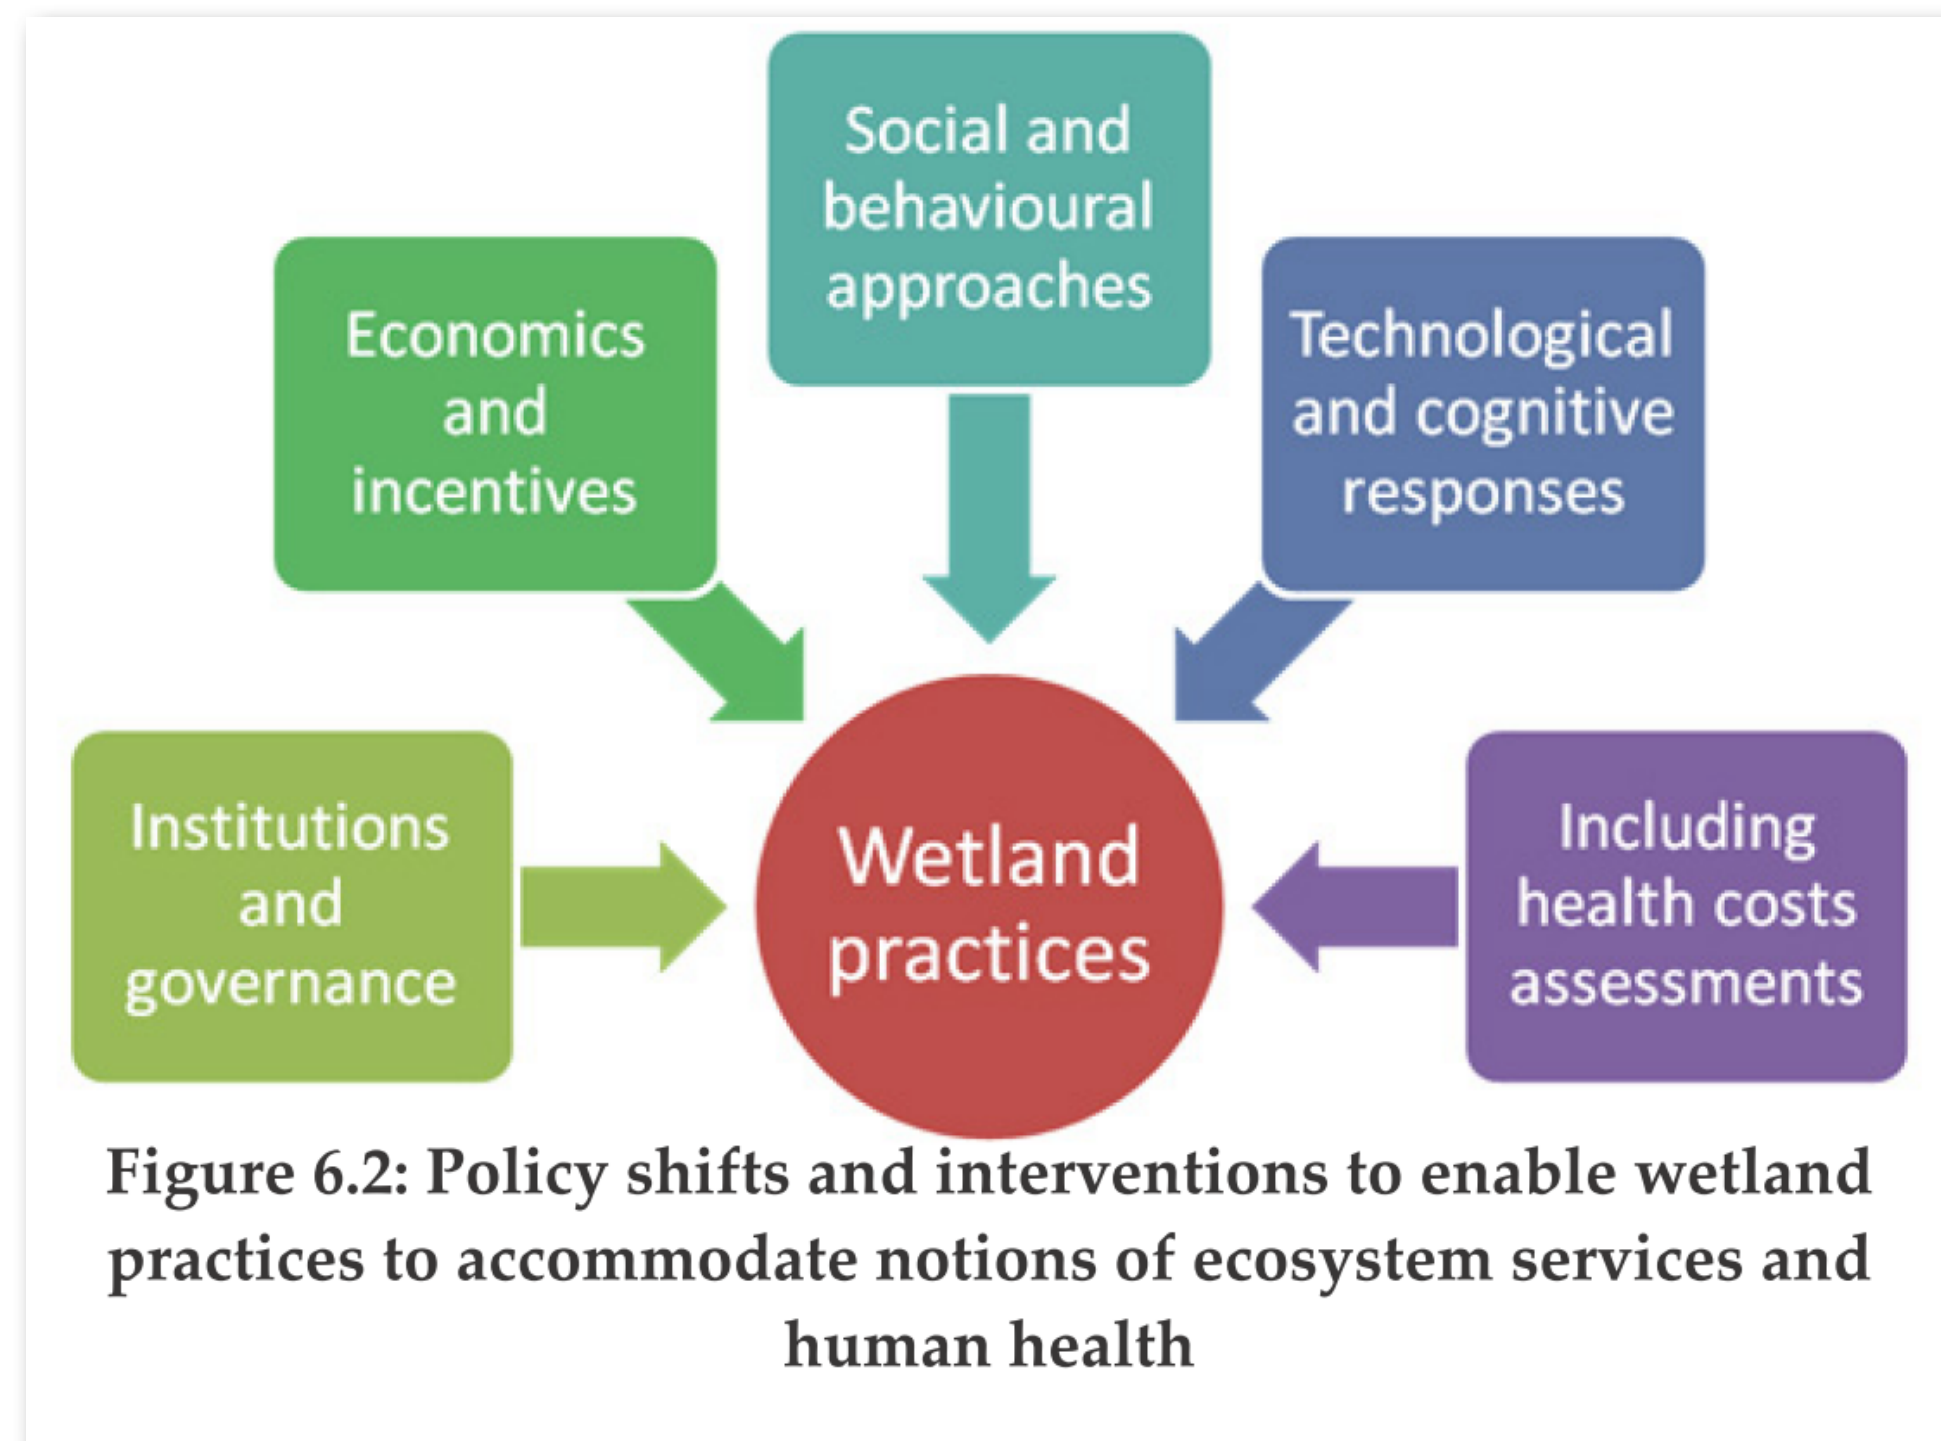 Social and
behavioural
approaches
Economics
and
incentives
Technological
and cognitive
responses
Institutions
and
governance
Wetland
practices
Including
health costs
assessments
Figure 6.2: Policy shifts and interventions to enable wetland
practices to accommodate notions of ecosystem services and
human health